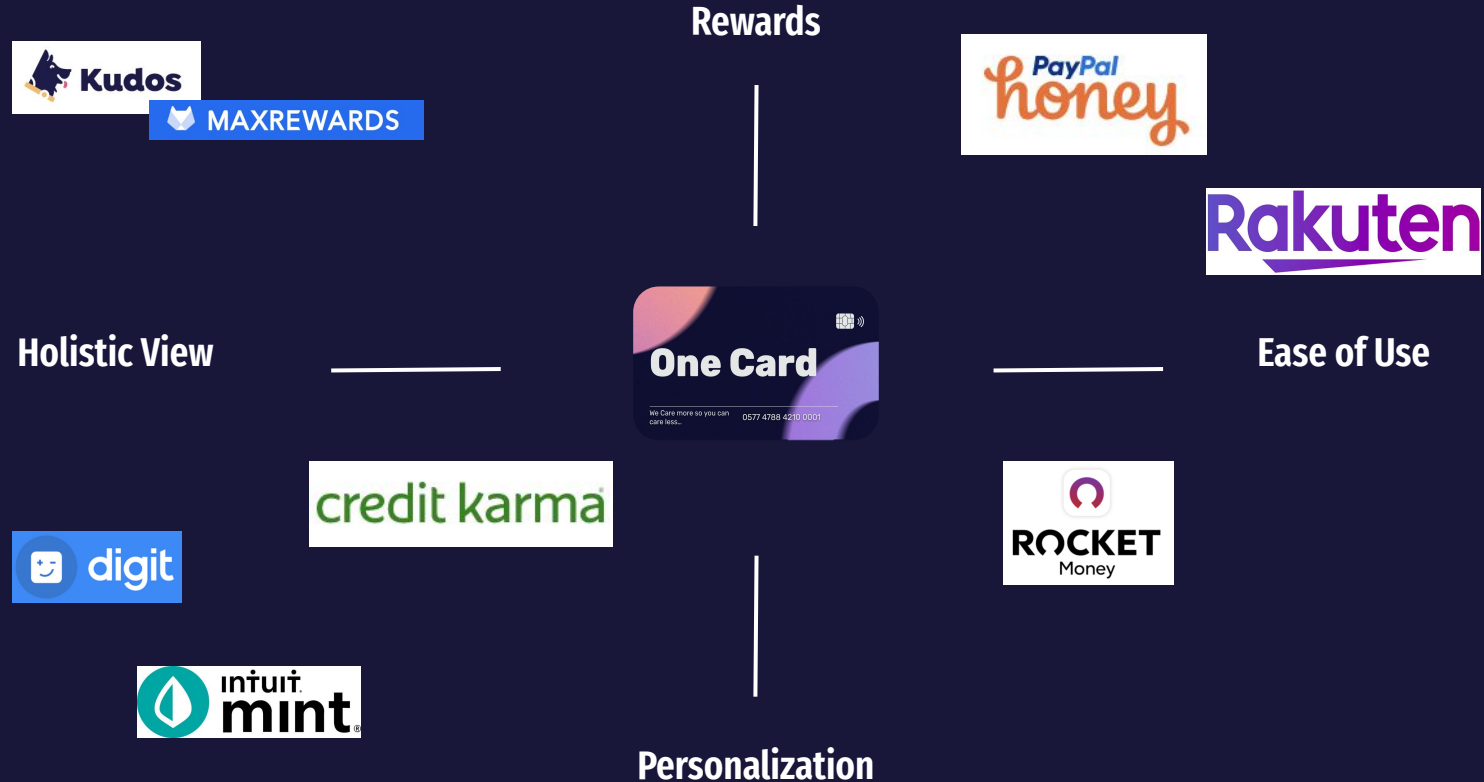 Rewards
Kudos
MAXREWARDS
PayPal
honey
Rakuten
Holistic View
One Card
We Care more so you can
care less...
0577 4788 4210 0001
Ease of Use
credit karma
ROCKET
Money
digit
intuit
mint
Personalization